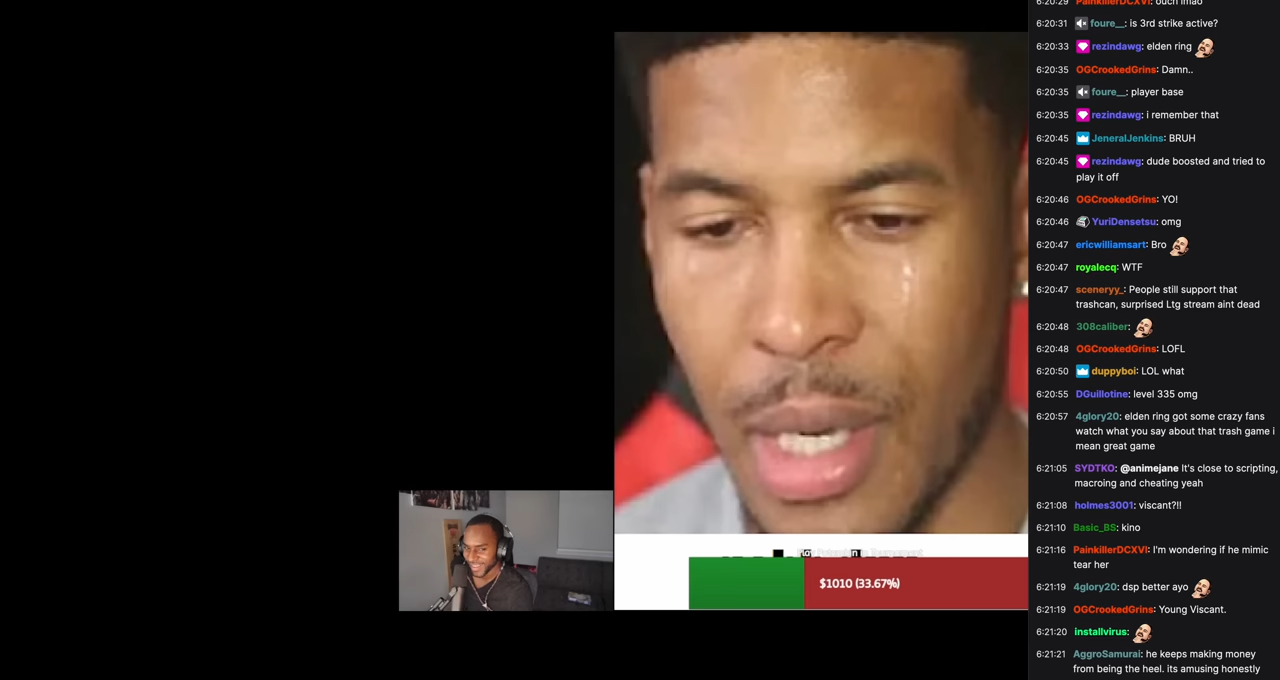 6:20:29 PainkillerDCXVI: ouch lmao
6:20:31 foure__: is 3rd strike active?
6:20:33 rezindawg: elden ring
6:20:35 OGCrookedGrins: Damn..
6:20:35 foure__: player base
6:20:35 rezindawg: i remember that
6:20:45 JeneralJenkins: BRUH
6:20:45 rezindawg: dude boosted and tried to
play it off
6:20:46 OGCrookedGrins: YO!
6:20:46 YuriDensetsu: omg
6:20:47 ericwilliamsart: Bro
6:20:47 royalecq: WTF
6:20:47 sceneryy_: People still support that
trashcan, surprised Ltg stream aint dead
6:20:48 308caliber:
6:20:48 OGCrookedGrins: LOFL
6:20:50 duppyboi: LOL what
6:20:55 DGuillotine: level 335 omg
6:20:57 4glory20: elden ring got some crazy fans
watch what you say about that trash game i
mean great game
6:21:05 SYDTKO: @animejane It's close to scripting,
macroing and cheating yeah
6:21:08 holmes3001: viscant?!!
6:21:10 Basic_BS: kino
6:21:16 PainkillerDCXVI: I'm wondering if he mimic
tear her
6:21:19 4glory20: dsp better ayo
6:21:19 OGCrookedGrins: Young Viscant.
6:21:20 installvirus:
6:21:21 AggroSamurai: he keeps making money
from being the heel. its amusing honestly
$1010 (33.67%)